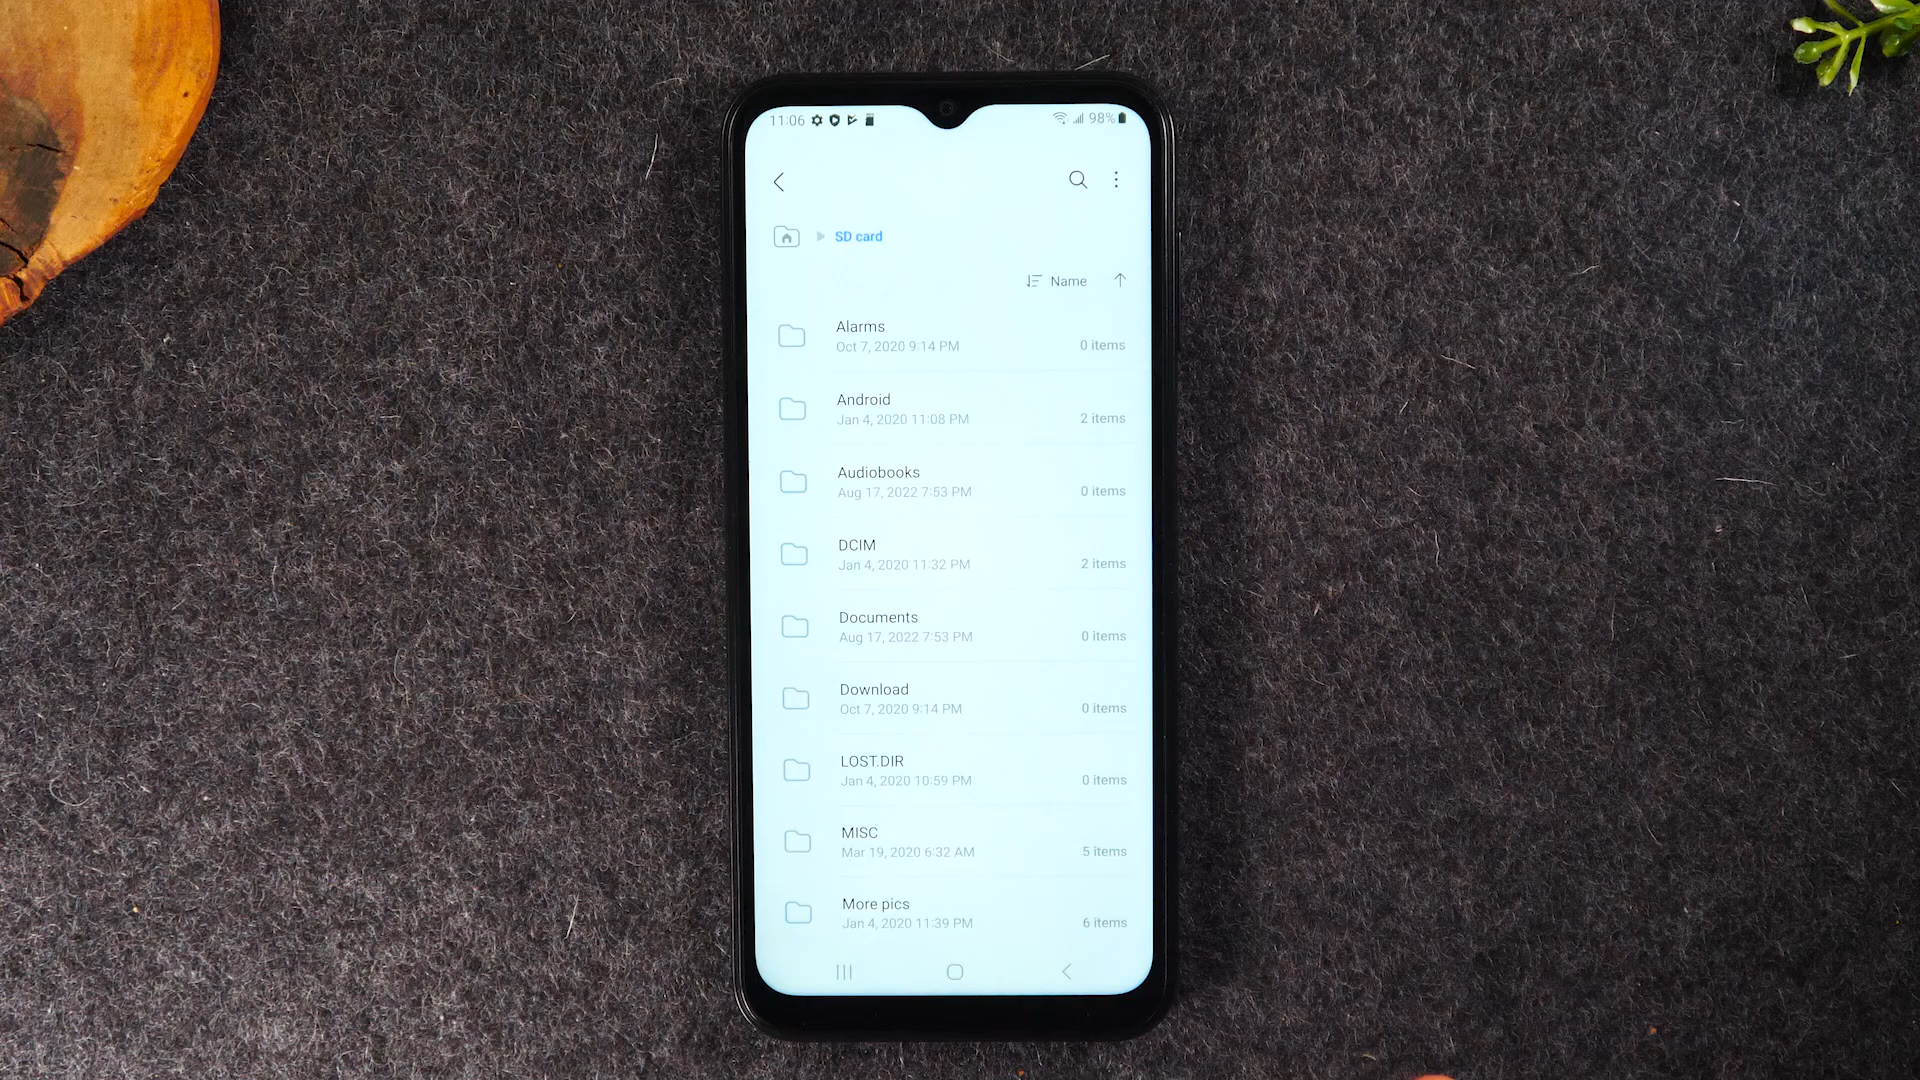 11:06 98%
SD card
Name
Alarms
Oct 7, 2020 9:14 PM 0 items
Android
Jan 4, 2020 11:08 PM 2 items
Audiobooks
Aug 17, 2022 7:53 PM 0 items
DCIM
Jan 4, 2020 11:32 PM 2 items
Documents
Aug 17, 2022 7:53 PM 0 items
Download
Oct 7, 2020 9:14 PM 0 items
LOST.DIR
Jan 4, 2020 10:59 PM 0 items
MISC
Mar 19, 2020 6:32 AM 5 items
More pics
Jan 4, 2020 11:39 PM 6 items